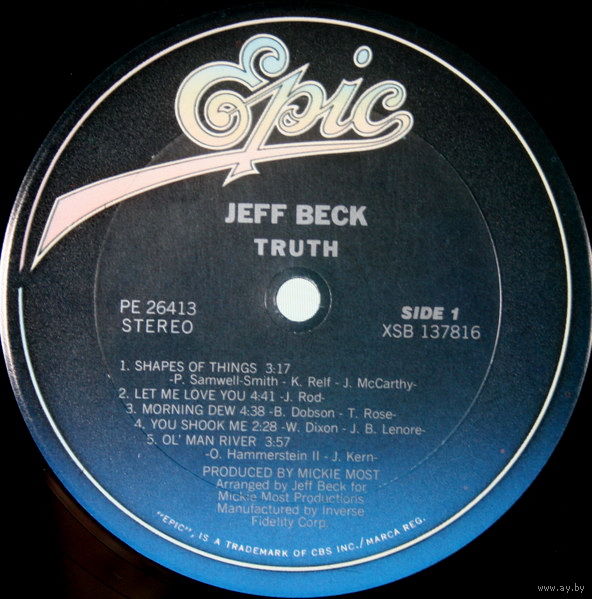 Epic
JEFF BECK
TRUTH
PE 26413
STEREO
SIDE 1
XSB 137816
1. SHAPES OF THINGS 3:17
-P. Samwell-Smith - K. Relf - J. McCarthy-
2. LET ME LOVE YOU 4:41 -J. Rod-
3. MORNING DEW 4:38 -B. Dobson - T. Rose-
4. YOU SHOOK ME 2:28 -W. Dixon - J. B. Lenore-
5. OL' MAN RIVER 3:57
-O. Hammerstein II - J. Kern-
PRODUCED BY MICKIE MOST
Arranged by Jeff Beck for
Mickie Most Productions
Manufactured by Inverse
Fidelity Corp.
"EPIC", IS A TRADEMARK OF CBS INC./MARCA REG.
www.ay.by